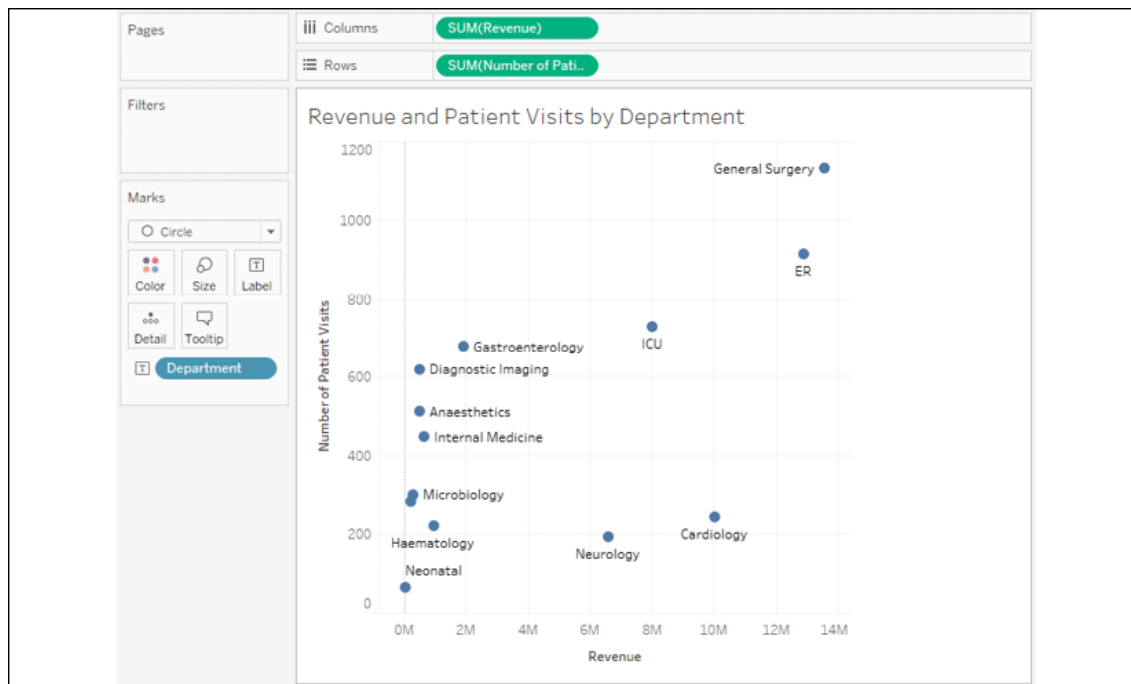 Pages
Columns
SUM(Revenue)
Rows
SUM(Number of Pati..
Filters
Marks
Circle
Color
Size
Label
Detail
Tooltip
Department
Revenue and Patient Visits by Department
Number of Patient Visits
1200
1000
800
600
400
200
0
General Surgery
ER
ICU
Gastroenterology
Diagnostic Imaging
Anaesthetics
Internal Medicine
Microbiology
Haematology
Neonatal
Neurology
Cardiology
0M 2M 4M 6M 8M 10M 12M 14M
Revenue